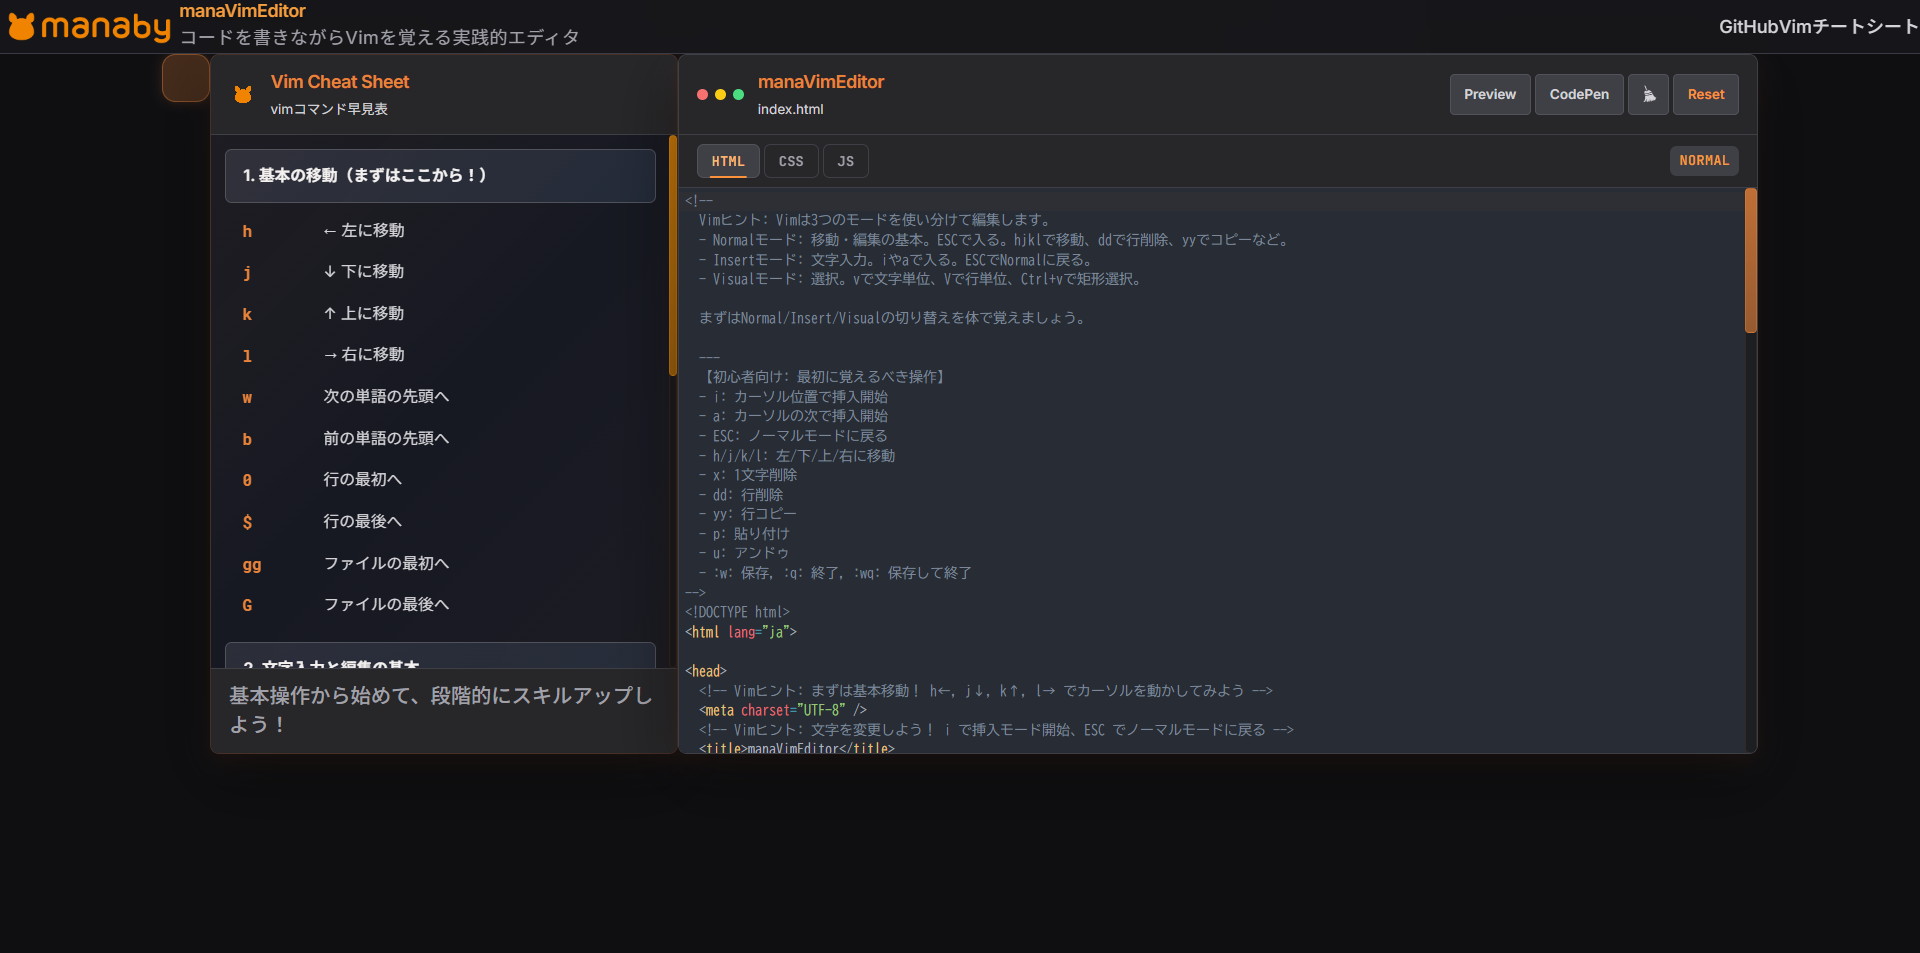 manaby
manaVimEditor
コードを書きながらVimを覚える実践的エディタ
GitHubVimチートシート
Vim Cheat Sheet
vimコマンド早見表
1. 基本の移動（まずはここから！）
h ← 左に移動
j ↓ 下に移動
k ↑ 上に移動
l → 右に移動
w 次の単語の先頭へ
b 前の単語の先頭へ
0 行の最初へ
$ 行の最後へ
gg ファイルの最初へ
G ファイルの最後へ
2. 文字入力と編集の基本
基本操作から始めて、段階的にスキルアップし
よう！
manaVimEditor
index.html
Preview CodePen Reset
HTML CSS JS NORMAL
<!--
Vimヒント: Vimは3つのモードを使い分けて編集します。
- Normalモード: 移動・編集の基本。ESCで入る。hjklで移動、ddで行削除、yyでコピーなど。
- Insertモード: 文字入力。iやaで入る。ESCでNormalに戻る。
- Visualモード: 選択。vで文字単位、Vで行単位、Ctrl+vで矩形選択。
まずはNormal/Insert/Visualの切り替えを体で覚えましょう。
---
【初心者向け: 最初に覚えるべき操作】
- i: カーソル位置で挿入開始
- a: カーソルの次で挿入開始
- ESC: ノーマルモードに戻る
- h/j/k/l: 左/下/上/右に移動
- x: 1文字削除
- dd: 行削除
- yy: 行コピー
- p: 貼り付け
- u: アンドゥ
- :w: 保存, :q: 終了, :wq: 保存して終了
-->
<!DOCTYPE html>
<html lang="ja">
<head>
<!-- Vimヒント: まずは基本移動！ h←, j↓, k↑, l→ でカーソルを動かしてみよう -->
<meta charset="UTF-8" />
<!-- Vimヒント: 文字を変更しよう！ i で挿入モード開始、ESC でノーマルモードに戻る -->
<title>manaVimEditor</title>